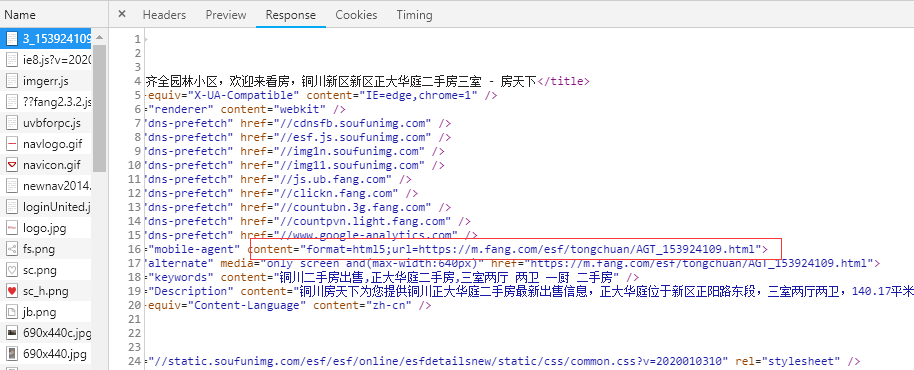 Name
Headers Preview Response Cookies Timing
3_153924109
ie8.js?v=2020
imgerr.js
??fang2.3.2.js
uvbforpc.js
navlogo.gif
navicon.gif
newnav2014.
loginUnited.j
logo.jpg
fs.png
sc.png
sc_h.png
jb.png
690x440c.jpg
690x440.jpg
1
2
3
4 齐全园林小区，欢迎来看房，铜川新区新区正大华庭二手房三室 - 房天下</title>
5 equiv="X-UA-Compatible" content="IE=edge,chrome=1" />
6 "renderer" content="webkit" />
7 "dns-prefetch" href="//cdnsfb.soufunimg.com" />
8 "dns-prefetch" href="//esf.js.soufunimg.com" />
9 "dns-prefetch" href="//img1n.soufunimg.com" />
10 "dns-prefetch" href="//img11.soufunimg.com" />
11 "dns-prefetch" href="//js.ub.fang.com" />
12 "dns-prefetch" href="//clickn.fang.com" />
13 "dns-prefetch" href="//countubn.3g.fang.com" />
14 "dns-prefetch" href="//countpvn.light.fang.com" />
15 "dns-prefetch" href="//www.google-analytics.com" />
16 "mobile-agent" content="format=html5;url=https://m.fang.com/esf/tongchuan/AGT_153924109.html">
17 "alternate" media="only screen and(max-width:640px)" href="https://m.fang.com/esf/tongchuan/AGT_153924109.html">
18 "keywords" content="铜川二手房出售,正大华庭二手房,三室两厅 两卫 一厨 二手房" />
19 "Description" content="铜川房天下为您提供铜川正大华庭二手房最新出售信息，正大华庭位于新区正阳路东段，三室两厅两卫，140.17平米
20 equiv="Content-Language" content="zh-cn" />
21
22
23
24 ="//static.soufunimg.com/esf/esf/online/esfdetailsnew/static/css/common.css?v=2020010310" rel="stylesheet" />